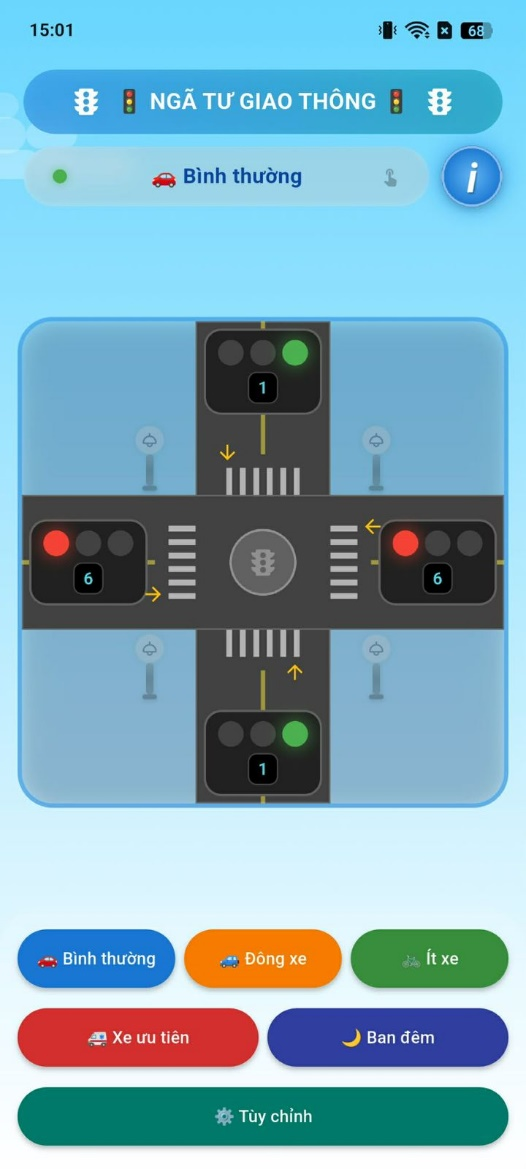 15:01
68
NGÃ TƯ GIAO THÔNG
Bình thường
i
1
6
6
1
Bình thường
Đông xe
Ít xe
Xe ưu tiên
Ban đêm
Tùy chỉnh